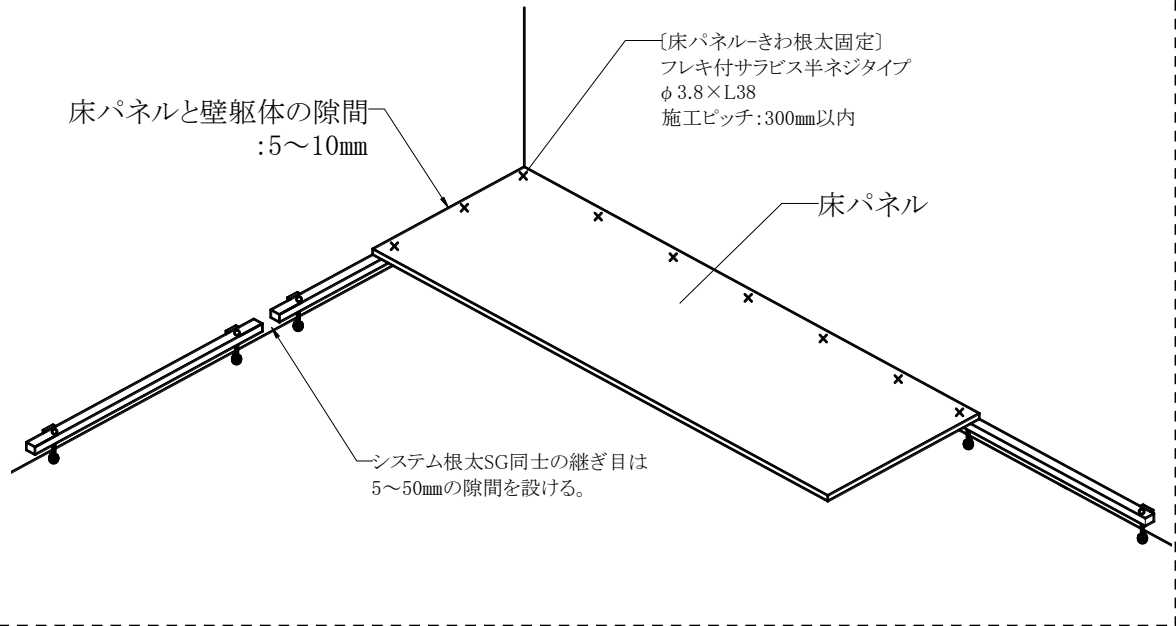 〔床パネル-きわ根太固定〕
フレキ付サラビス半ネジタイプ
φ3.8×L38
施工ピッチ:300mm以内
床パネルと壁躯体の隙間
:5～10mm
床パネル
システム根太SG同士の継ぎ目は
5～50mmの隙間を設ける。